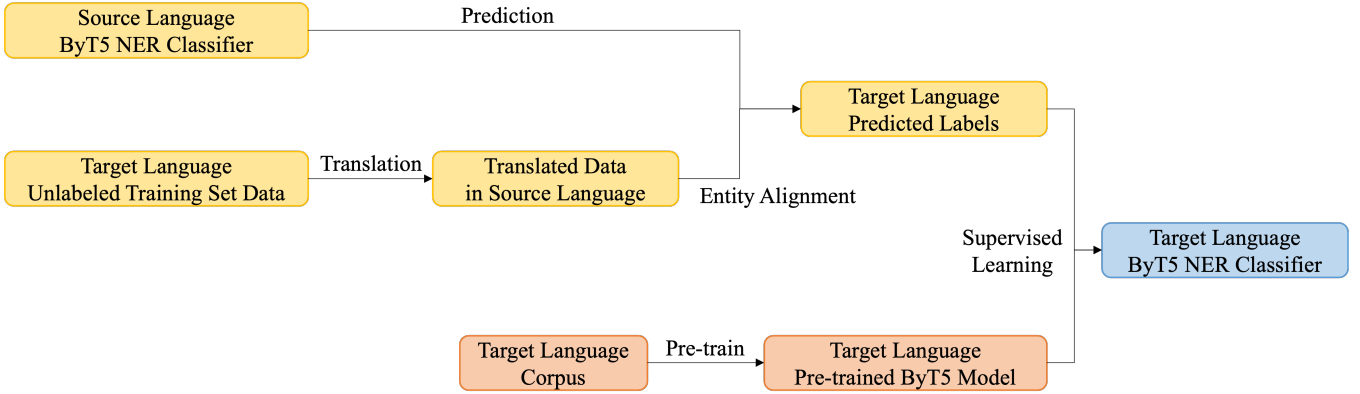 Source Language
ByT5 NER Classifier
Prediction
Target Language
Predicted Labels
Target Language
Unlabeled Training Set Data
Translation
Translated Data
in Source Language
Entity Alignment
Supervised
Learning
Target Language
ByT5 NER Classifier
Target Language
Corpus
Pre-train
Target Language
Pre-trained ByT5 Model